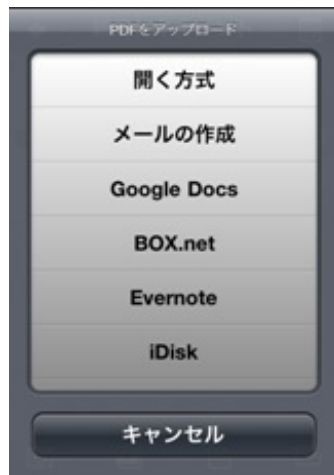 PDFをアップロード
開く方式
メールの作成
Google Docs
BOX.net
Evernote
iDisk
キャンセル